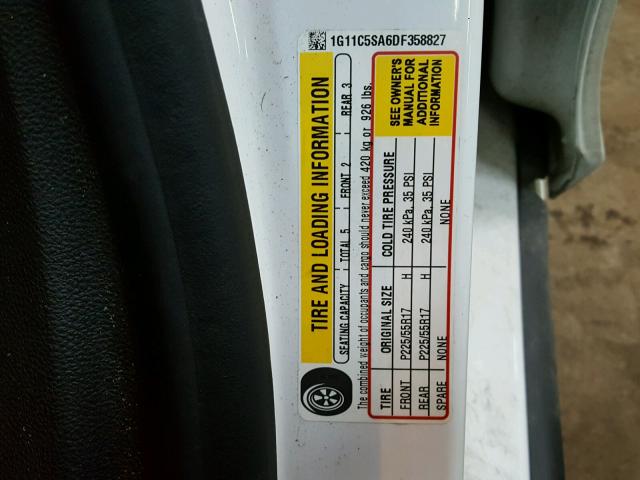 1G11C5SA6DF358827
TIRE AND LOADING INFORMATION
SEATING CAPACITY TOTAL 5 FRONT 2 REAR 3
The combined weight of occupants and cargo should never exceed 420 kg or 926 lbs.
TIRE ORIGINAL SIZE COLD TIRE PRESSURE
FRONT P225/55R17 H 240 kPa, 35 PSI
REAR P225/55R17 H 240 kPa, 35 PSI
SPARE NONE NONE
SEE OWNER'S
MANUAL FOR
ADDITIONAL
INFORMATION